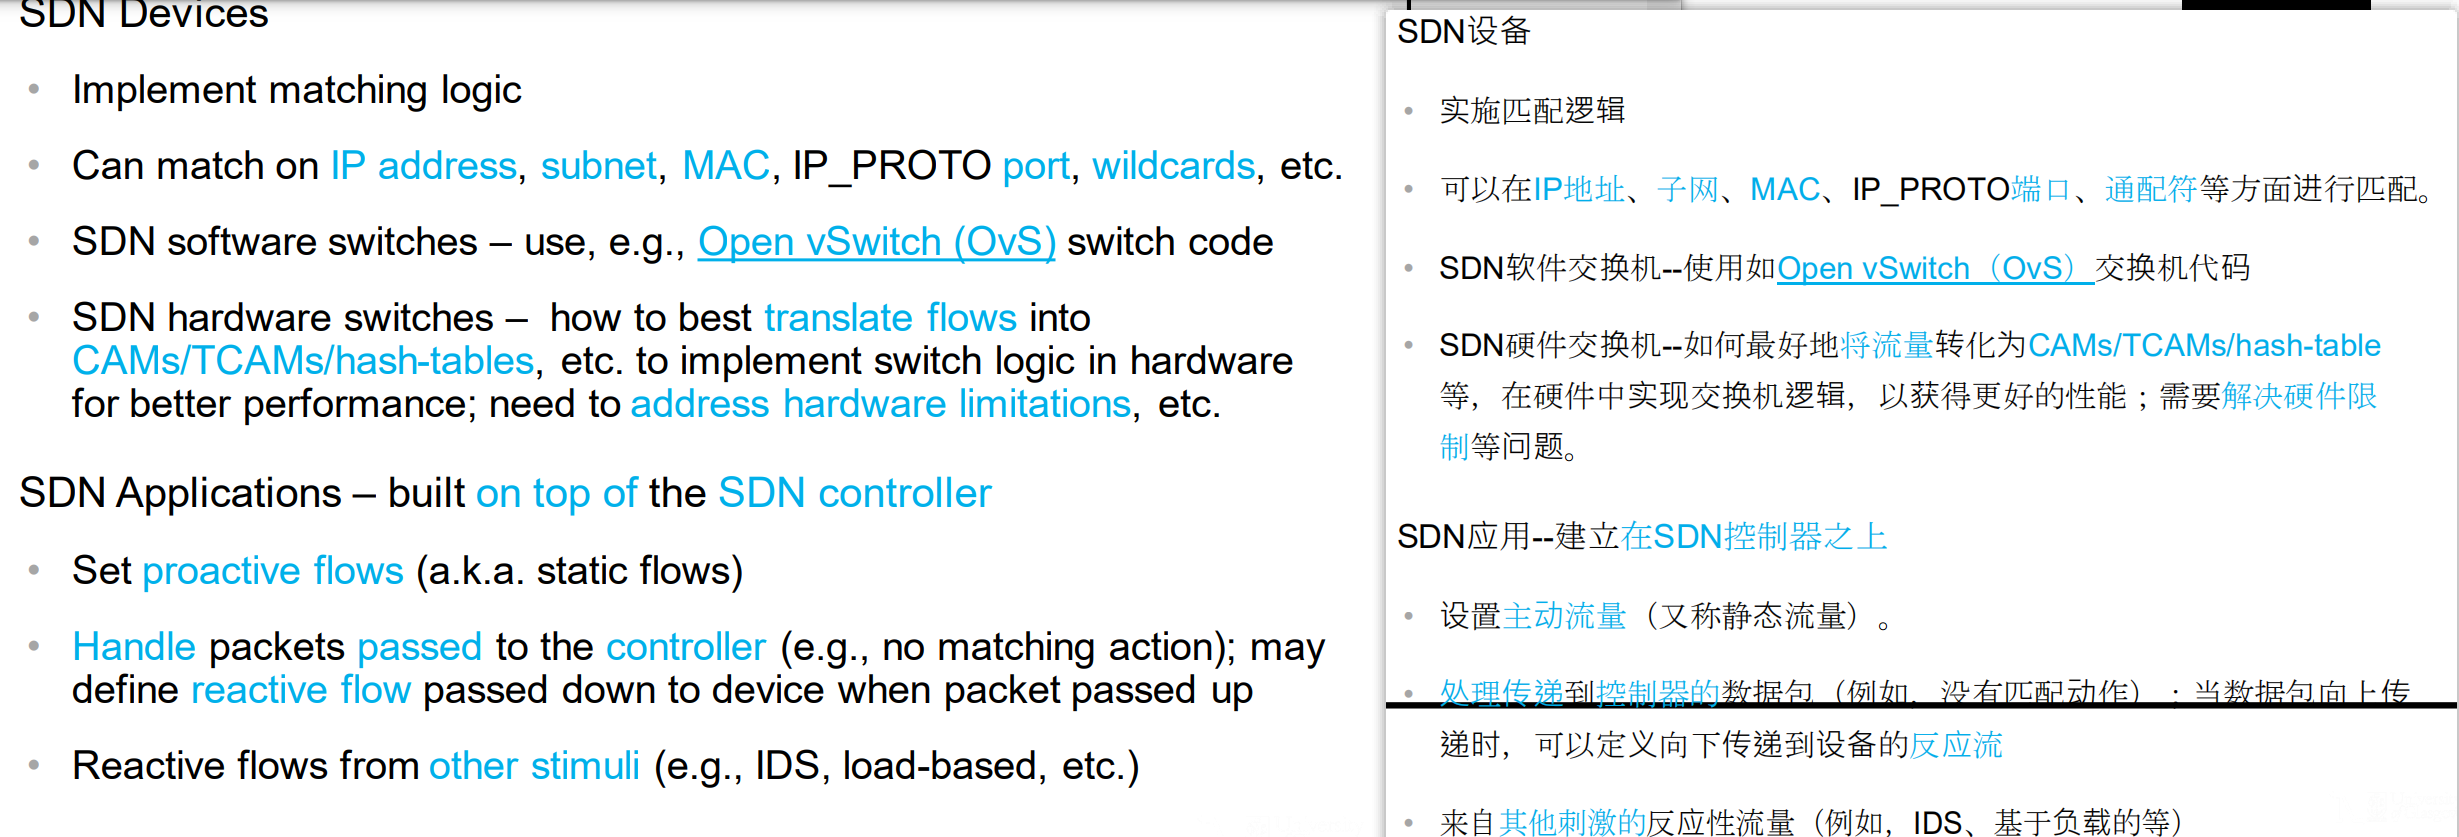 SDN Devices
• Implement matching logic
• Can match on IP address, subnet, MAC, IP_PROTO port, wildcards, etc.
• SDN software switches – use, e.g., Open vSwitch (OvS) switch code
• SDN hardware switches – how to best translate flows into
CAMs/TCAMs/hash-tables, etc. to implement switch logic in hardware
for better performance; need to address hardware limitations, etc.
SDN Applications – built on top of the SDN controller
• Set proactive flows (a.k.a. static flows)
• Handle packets passed to the controller (e.g., no matching action); may
define reactive flow passed down to device when packet passed up
• Reactive flows from other stimuli (e.g., IDS, load-based, etc.)
SDN设备
• 实施匹配逻辑
• 可以在IP地址、子网、MAC、IP_PROTO端口、通配符等方面进行匹配。
• SDN软件交换机--使用如Open vSwitch（OvS）交换机代码
• SDN硬件交换机--如何最好地将流量转化为CAMs/TCAMs/hash-table
等，在硬件中实现交换机逻辑，以获得更好的性能；需要解决硬件限
制等问题。
SDN应用--建立在SDN控制器之上
• 设置主动流量（又称静态流量）。
• 处理传递到控制器的数据包（例如，没有匹配动作）；当数据包向上传
递时，可以定义向下传递到设备的反应流
• 来自其他刺激的反应性流量（例如，IDS、基于负载的等）